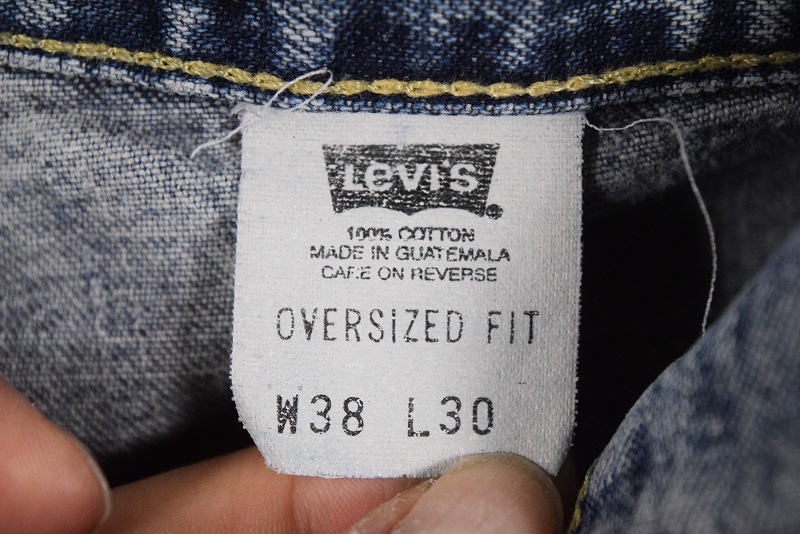 Levi's
100% COTTON
MADE IN GUATEMALA
CARE ON REVERSE
OVERSIZED FIT
W38 L30